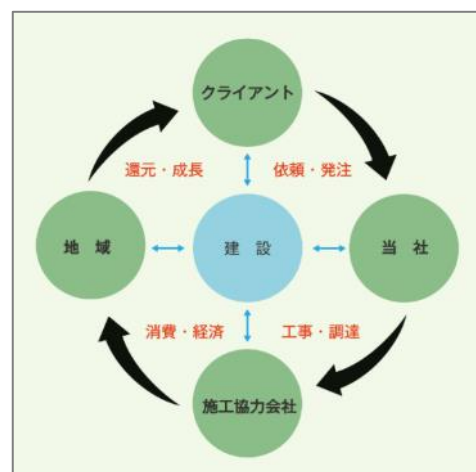 クライアント
還元・成長
依頼・発注
地　域
建　設
当　社
消費・経済
工事・調達
施工協力会社